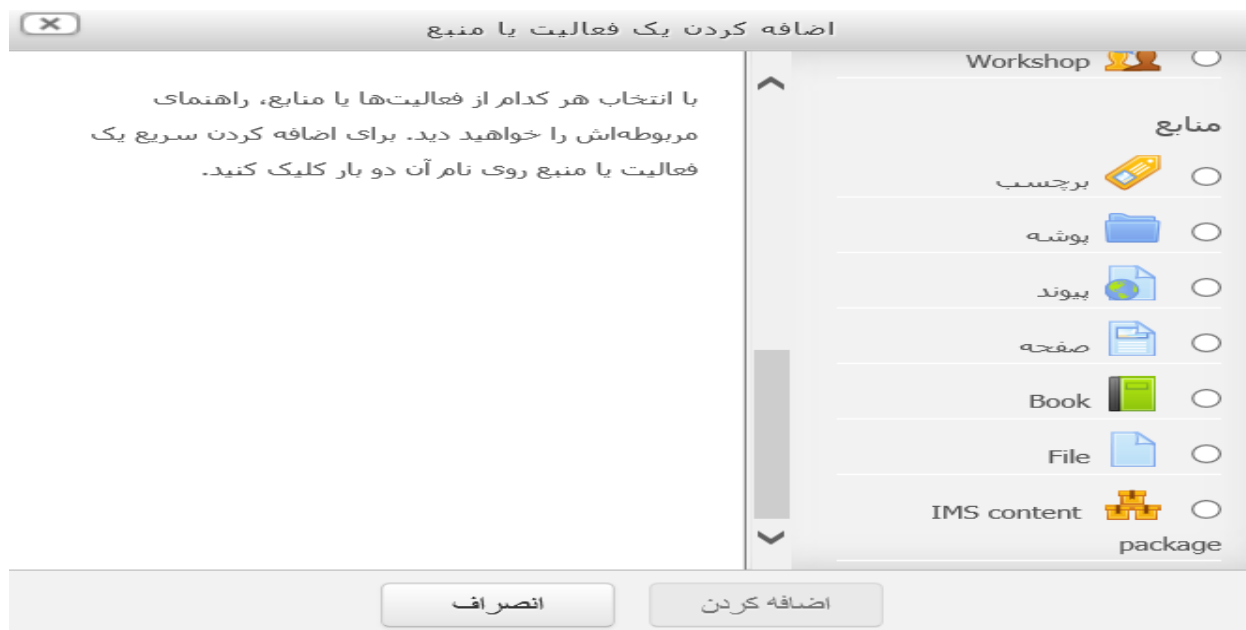 اضافه کردن یک فعالیت یا منبع
Workshop
منابع
برچسب
پوشه
پیوند
صفحه
Book
File
IMS content
package
با انتخاب هر کدام از فعالیت‌ها یا منابع، راهنمای
مربوطه‌اش را خواهید دید. برای اضافه کردن سریع یک
فعالیت یا منبع روی نام آن دو بار کلیک کنید.
اضافه کردن
انصراف